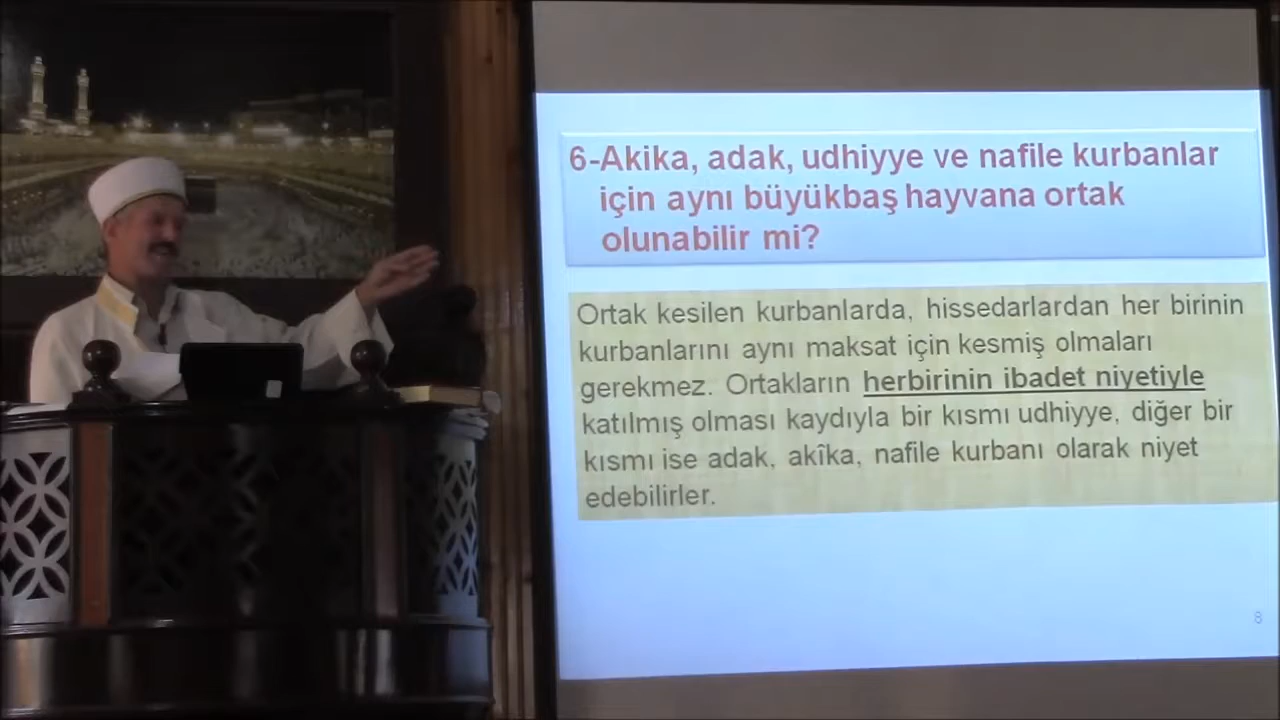 6-Akika, adak, udhiyye ve nafile kurbanlar
için aynı büyükbaş hayvana ortak
olunabilir mi?
Ortak kesilen kurbanlarda, hissedarlardan her birinin
kurbanlarını aynı maksat için kesmiş olmaları
gerekmez. Ortakların herbirinin ibadet niyetiyle
katılmış olması kaydıyla bir kısmı udhiyye, diğer bir
kısmı ise adak, akîka, nafile kurbanı olarak niyet
edebilirler.
8